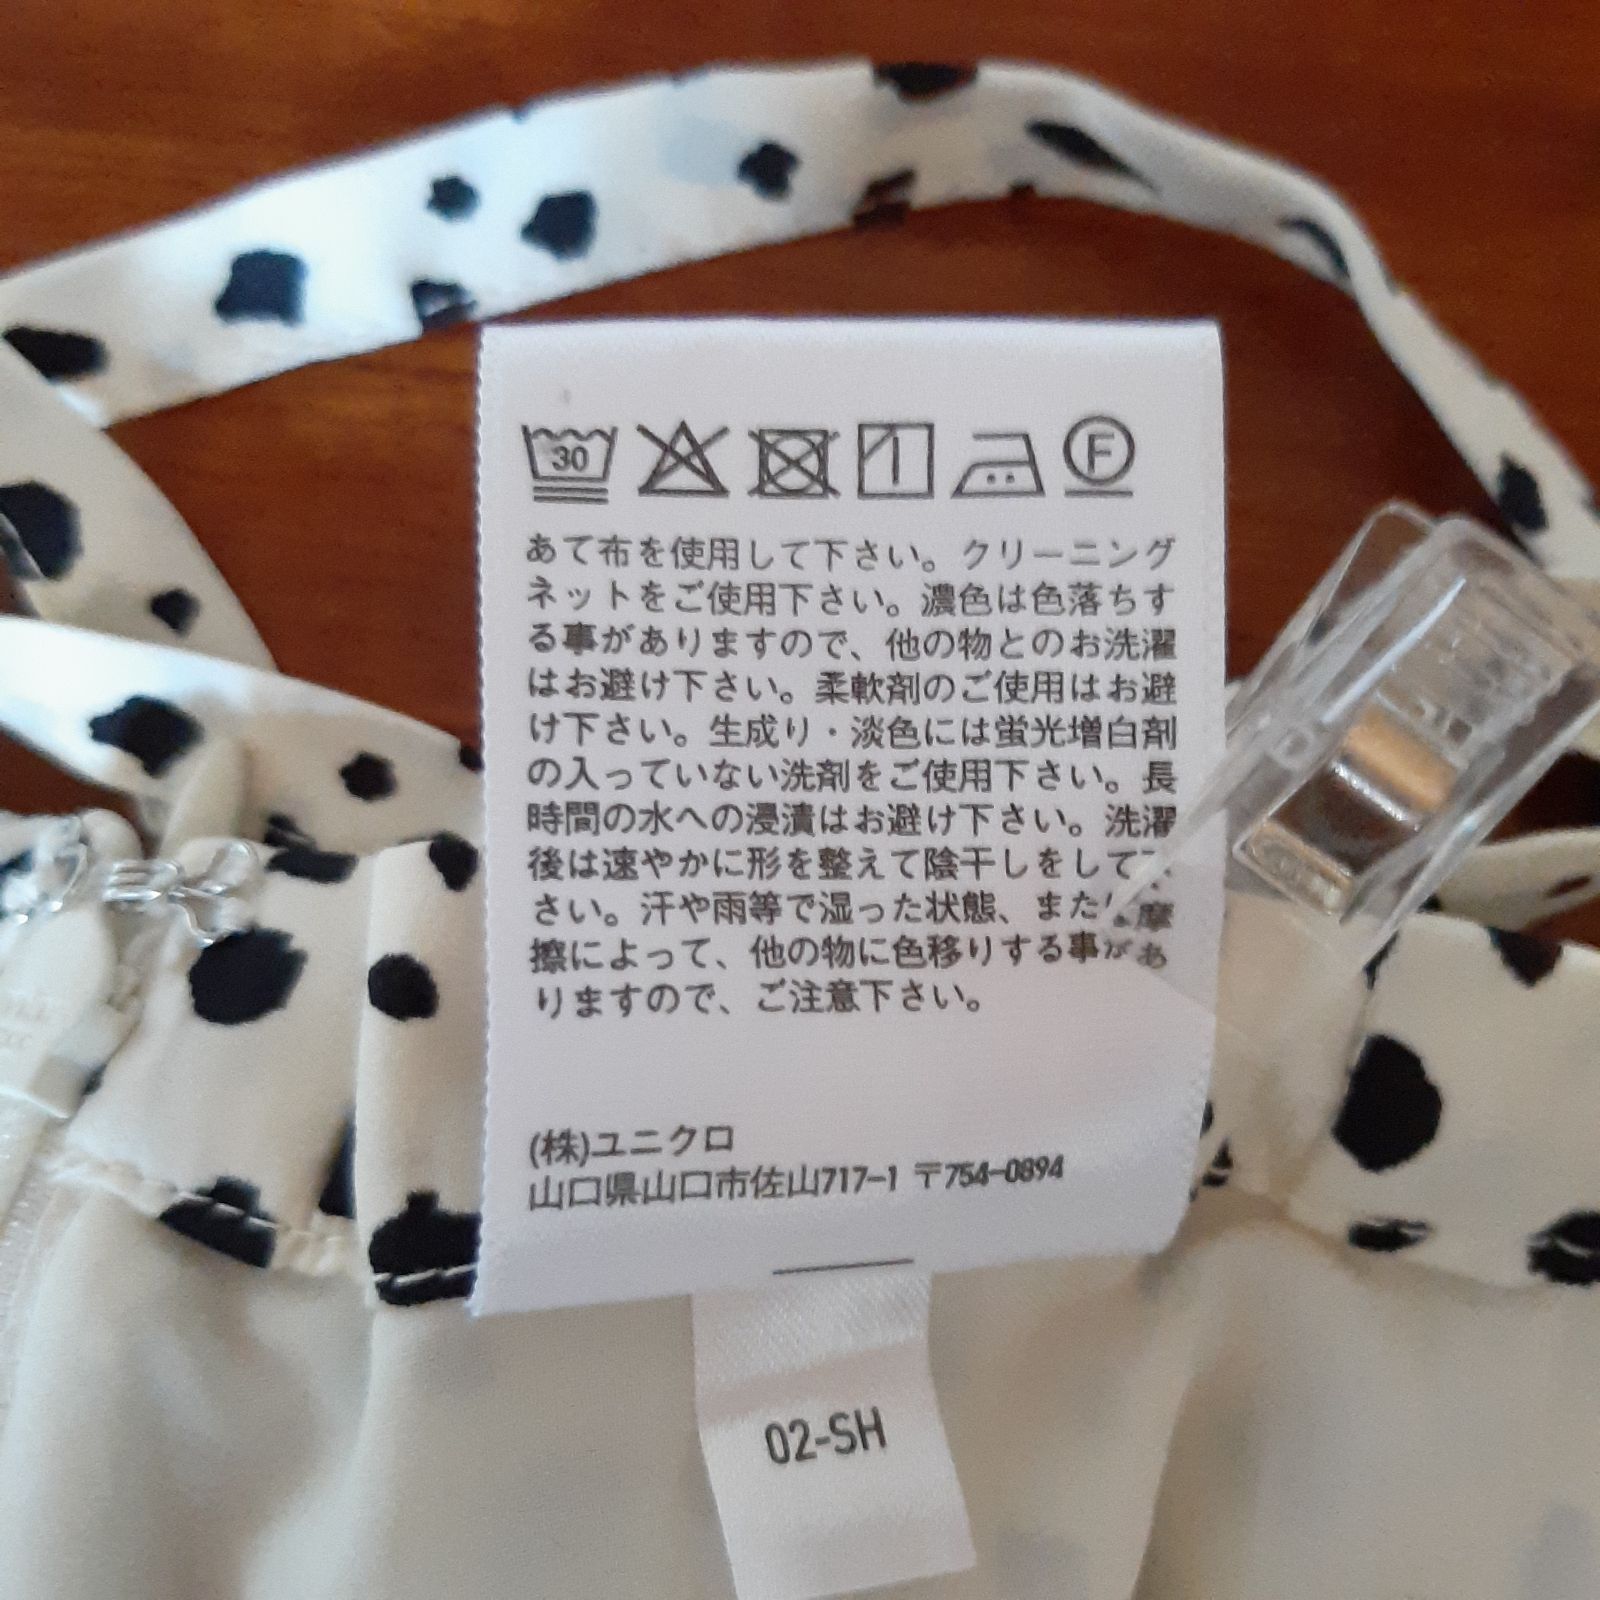 30
F
あて布を使用して下さい。クリーニング
ネットをご使用下さい。濃色は色落ちす
る事がありますので、他の物とのお洗濯
はお避け下さい。柔軟剤のご使用はお避
け下さい。生成り・淡色には蛍光増白剤
の入っていない洗剤をご使用下さい。長
時間の水への浸漬はお避け下さい。洗濯
後は速やかに形を整えて陰干しをして下
さい。汗や雨等で湿った状態、また、摩
擦によって、他の物に色移りする事があ
りますので、ご注意下さい。
(株)ユニクロ
山口県山口市佐山717-1 〒754-0894
02-SH